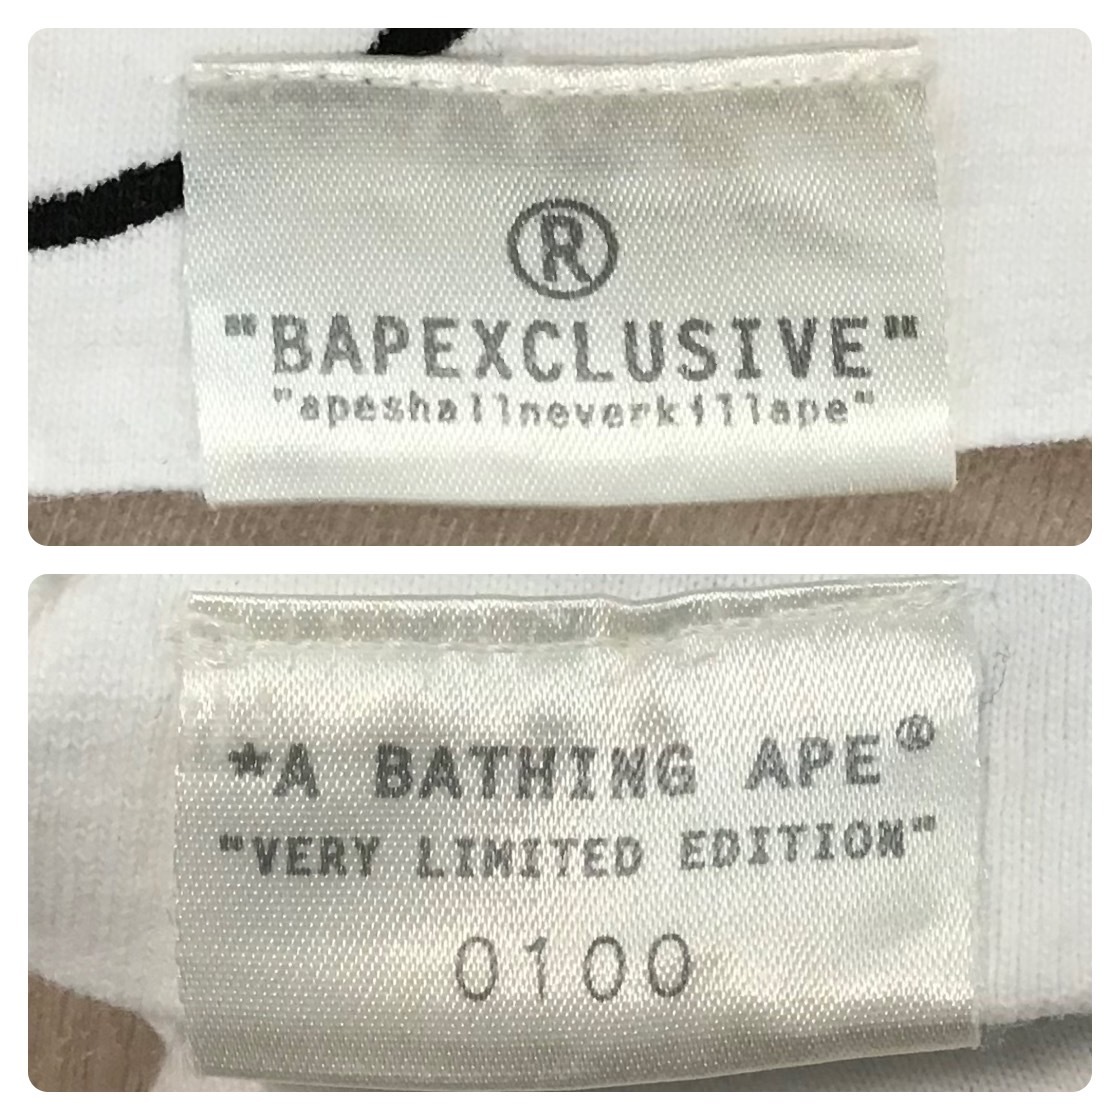 ®
"BAPEXCLUSIVE"
"apeshallneverkillape"
★A BATHING APE®
"VERY LIMITED EDITION"
0100